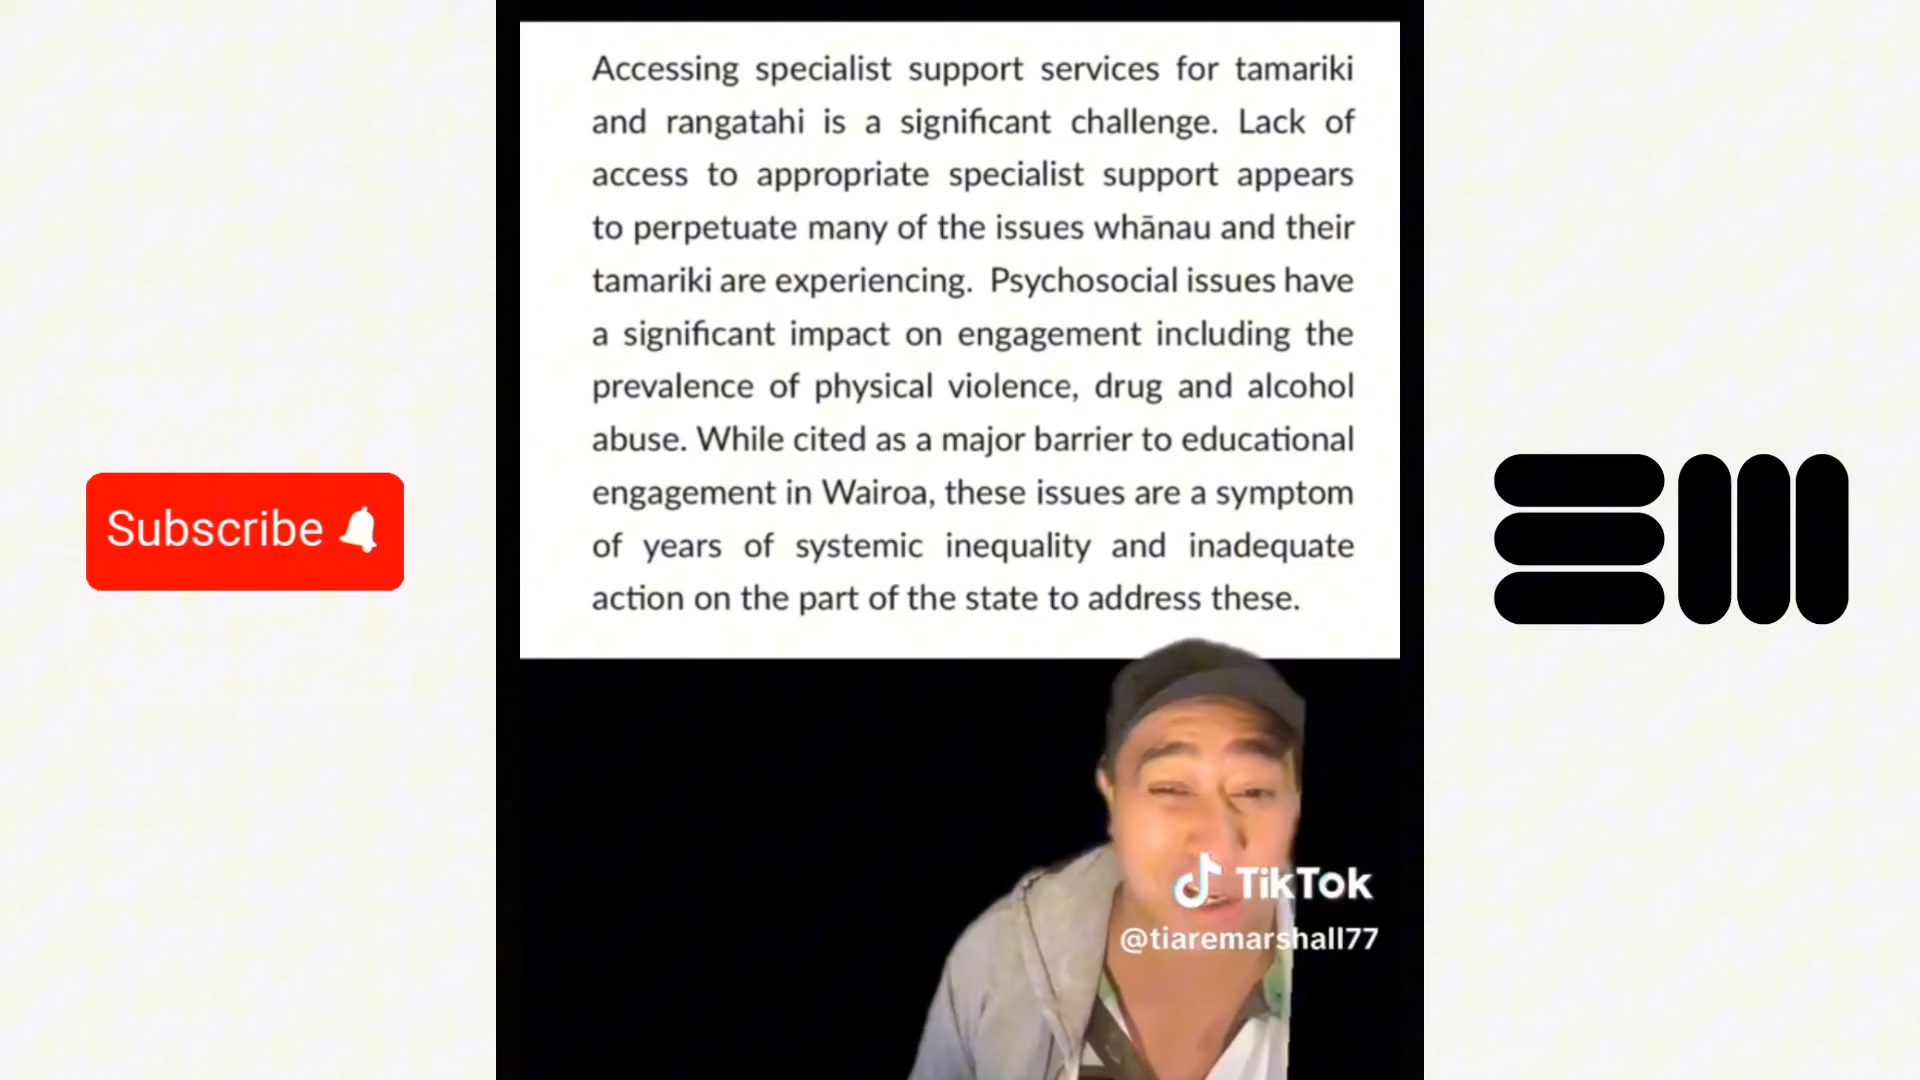 Accessing specialist support services for tamariki
and rangatahi is a significant challenge. Lack of
access to appropriate specialist support appears
to perpetuate many of the issues whānau and their
tamariki are experiencing.  Psychosocial issues have
a significant impact on engagement including the
prevalence of physical violence, drug and alcohol
abuse. While cited as a major barrier to educational
engagement in Wairoa, these issues are a symptom
of years of systemic inequality and inadequate
action on the part of the state to address these.
Subscribe
TikTok
@tiaremarshall77